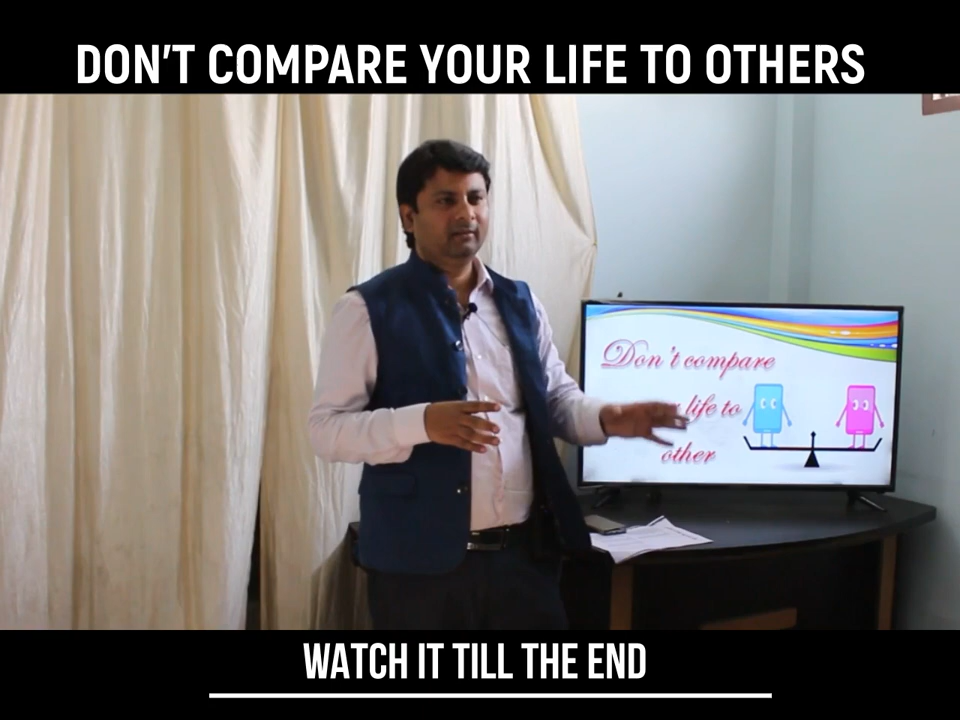 DON'T COMPARE YOUR LIFE TO OTHERS
Don't compare
life to
other
WATCH IT TILL THE END